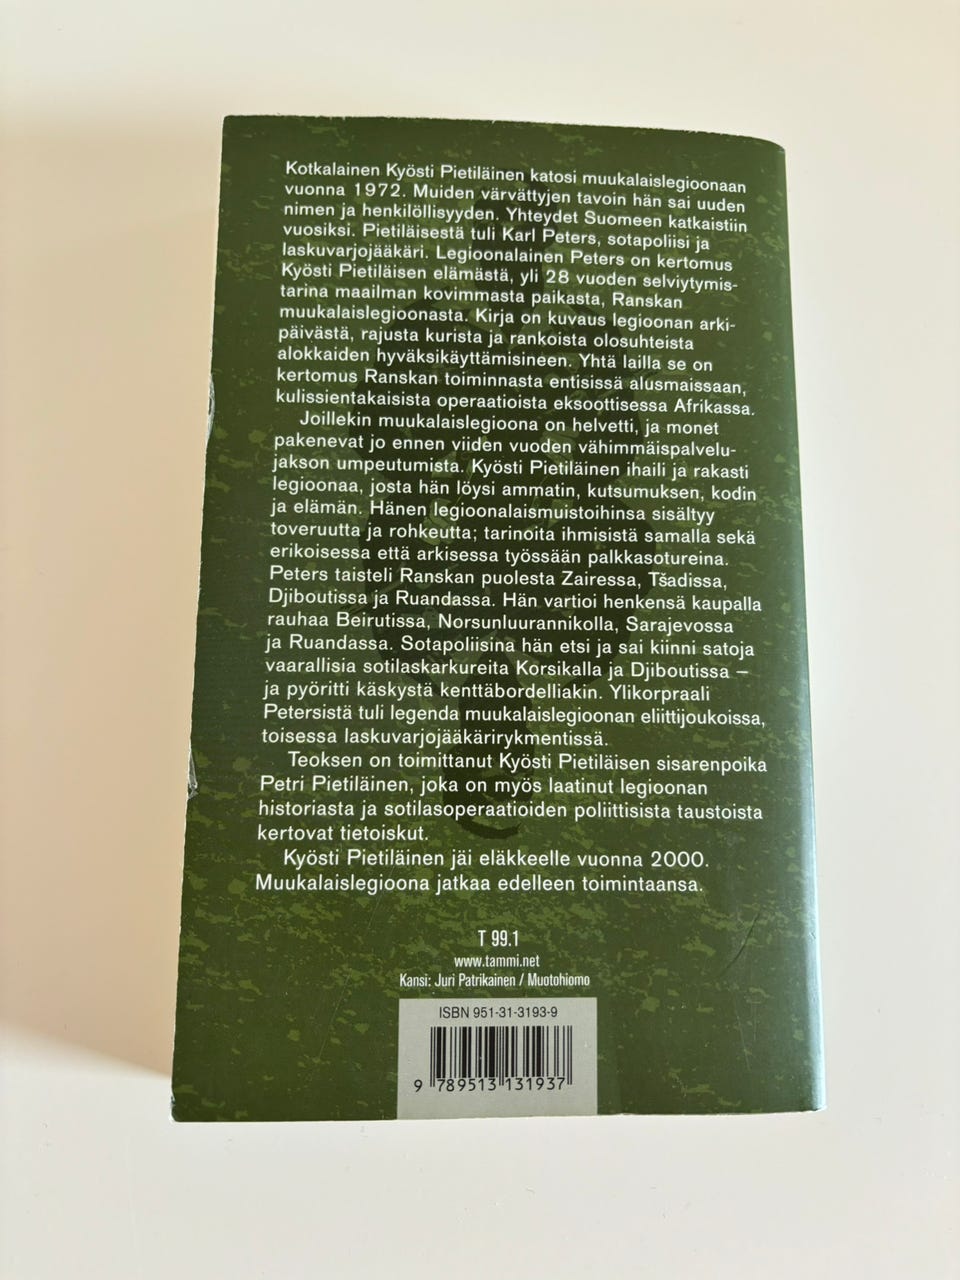 Kotkalainen Kyösti Pietiläinen katosi muukalaislegioonaan
vuonna 1972. Muiden värvättyjen tavoin hän sai uuden
nimen ja henkilöllisyyden. Yhteydet Suomeen katkaistiin
vuosiksi. Pietiläisestä tuli Karl Peters, sotapoliisi ja
laskuvarjojääkäri. Legioonalainen Peters on kertomus
Kyösti Pietiläisen elämästä, yli 28 vuoden selviytymis-
tarina maailman kovimmasta paikasta, Ranskan
muukalaislegioonasta. Kirja on kuvaus legioonan arki-
päivästä, rajusta kurista ja rankoista olosuhteista
alokkaiden hyväksikäyttämisineen. Yhtä lailla se on
kertomus Ranskan toiminnasta entisissä alusmaissaan,
kulissientakaisista operaatioista eksoottisessa Afrikassa.
Joillekin muukalaislegioona on helvetti, ja monet
pakenevat jo ennen viiden vuoden vähimmäispalvelu-
jakson umpeutumista. Kyösti Pietiläinen ihaili ja rakasti
legioonaa, josta hän löysi ammatin, kutsumuksen, kodin
ja elämän. Hänen legioonalaismuistoihinsa sisältyy
toveruutta ja rohkeutta; tarinoita ihmisistä samalla sekä
erikoisessa että arkisessa työssään palkkasotureina.
Peters taisteli Ranskan puolesta Zairessa, Tšadissa,
Djiboutissa ja Ruandassa. Hän vartioi henkensä kaupalla
rauhaa Beirutissa, Norsunluurannikolla, Sarajevossa
ja Ruandassa. Sotapoliisina hän etsi ja sai kiinni satoja
vaarallisia sotilaskarkureita Korsikalla ja Djiboutissa –
ja pyöritti käskystä kenttäbordelliakin. Ylikorpraali
Petersistä tuli legenda muukalaislegioonan eliittijoukoissa,
toisessa laskuvarjojääkärirykmentissä.
Teoksen on toimittanut Kyösti Pietiläisen sisarenpoika
Petri Pietiläinen, joka on myös laatinut legioonan
historiasta ja sotilasoperaatioiden poliittisista taustoista
kertovat tietoiskut.
Kyösti Pietiläinen jäi eläkkeelle vuonna 2000.
Muukalaislegioona jatkaa edelleen toimintaansa.
T 99.1
www.tammi.net
Kansi: Juri Patrikainen / Muotohiomo
ISBN 951-31-3193-9
9 789513 131937